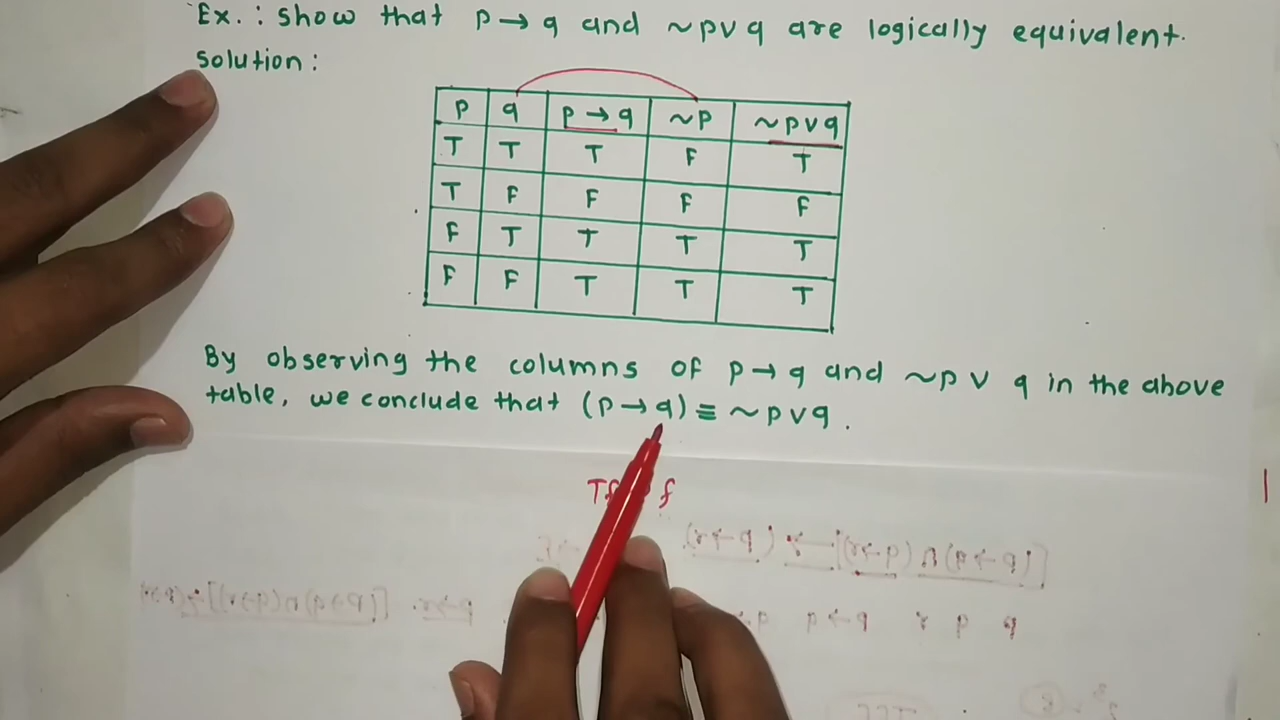 Ex. : show that p → q and ~p∨q are logically equivalent.
solution :
p q p → q ~p ~p∨q
T T T F T
T F F F F
F T T T T
F F T T T
By observing the columns of p → q and ~p ∨ q in the above
table, we conclude that (p → q) ≡ ~p∨q .